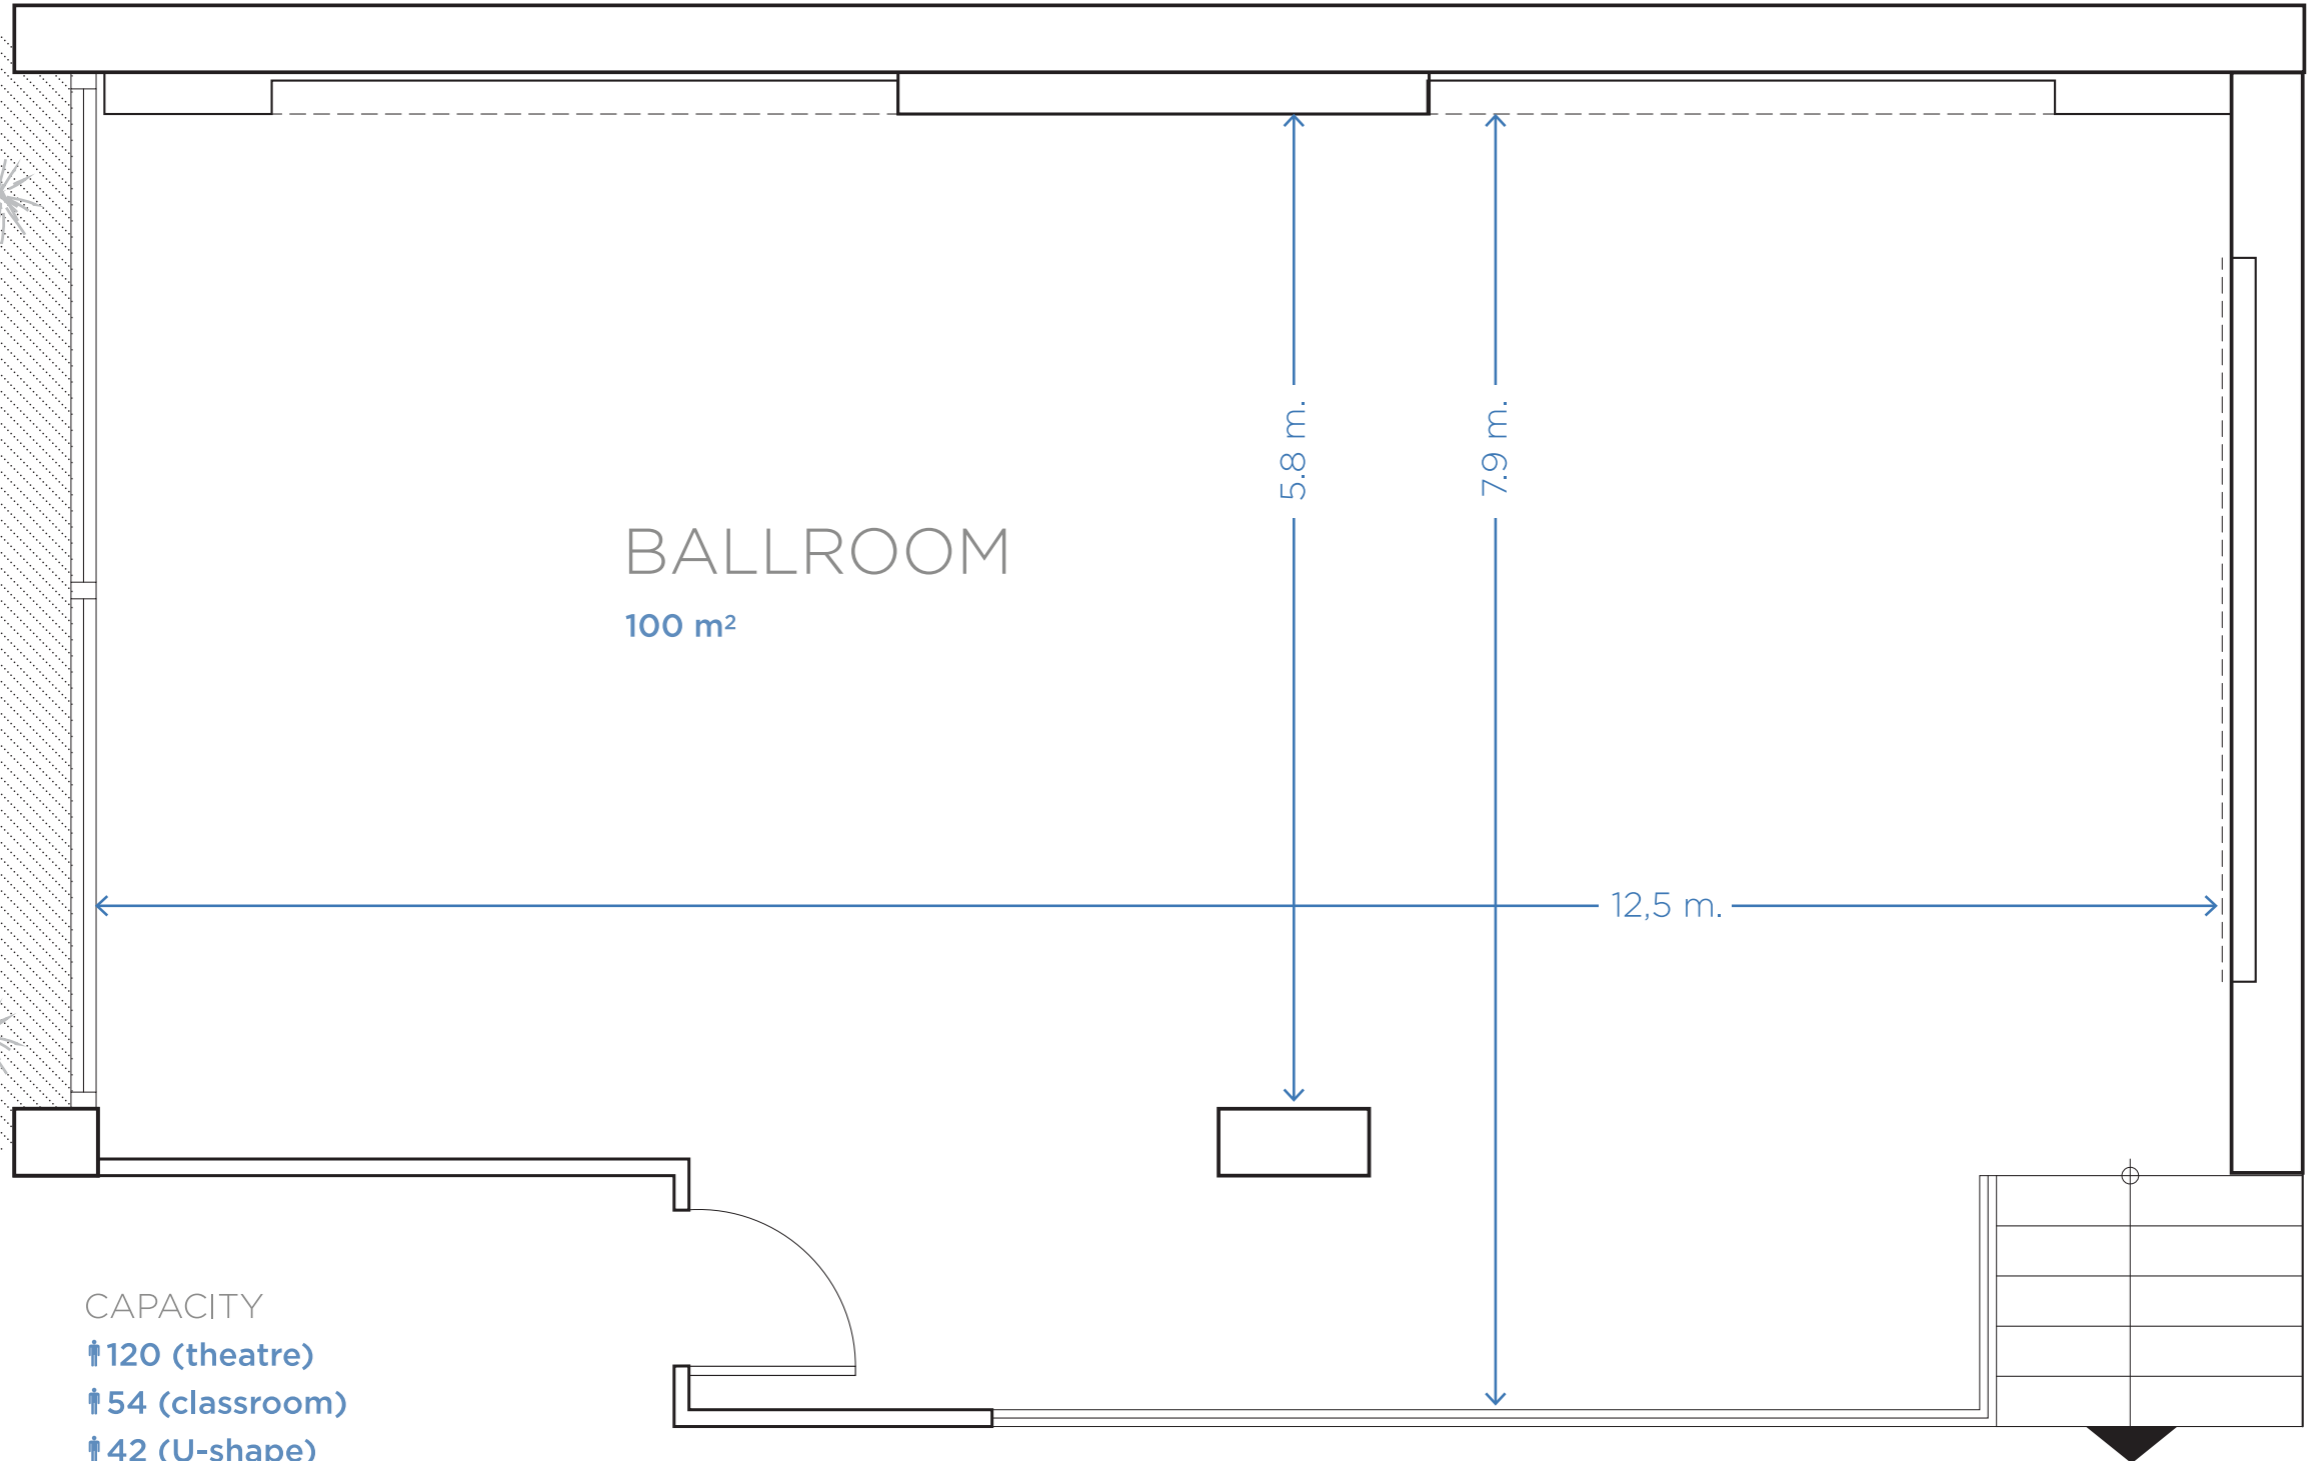 5.8 m.
7.9 m.
BALLROOM
100 m²
12,5 m.
CAPACITY
120 (theatre)
54 (classroom)
42 (U-shape)